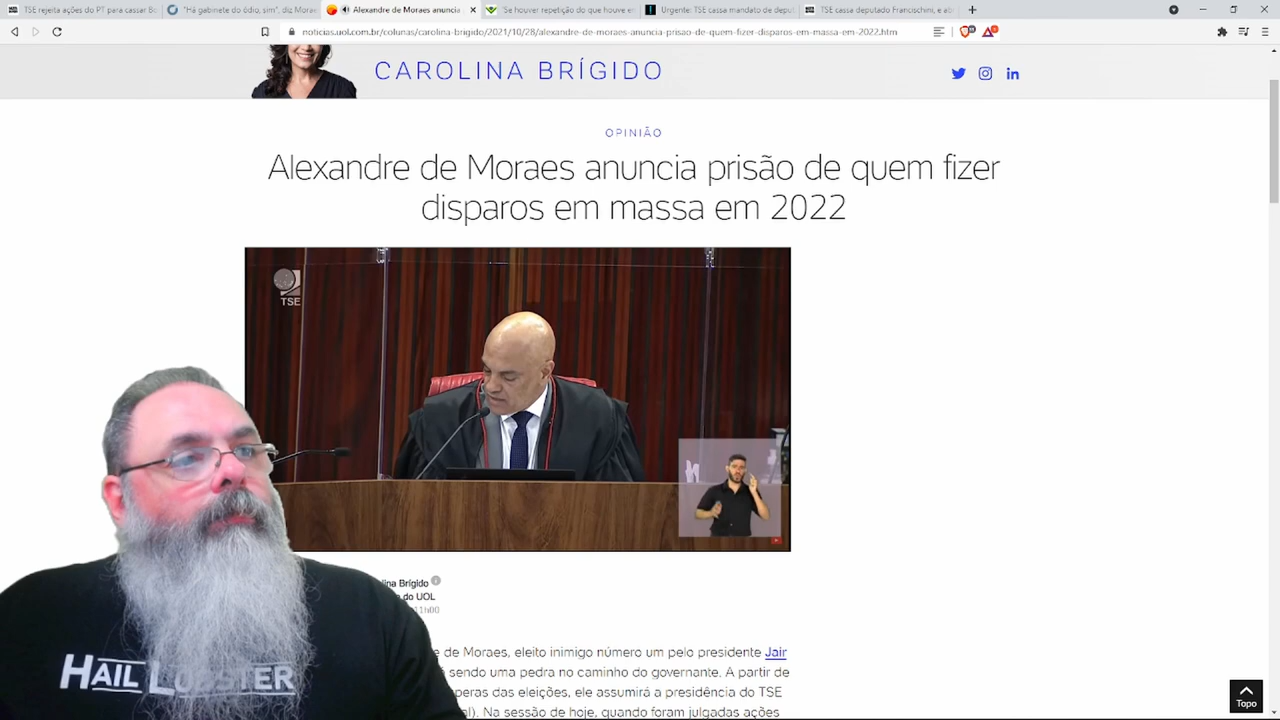 TSE rejeita ações do PT para cassar Bo
"Há gabinete do ódio, sim", diz Morae
Alexandre de Moraes anuncia
"Se houver repetição do que houve em
Urgente: TSE cassa mandato de deput
TSE cassa deputado Francischini, e ab
noticias.uol.com.br/colunas/carolina-brigido/2021/10/28/alexandre-de-moraes-anuncia-prisao-de-quem-fizer-disparos-em-massa-em-2022.htm
CAROLINA BRÍGIDO
OPINIÃO
Alexandre de Moraes anuncia prisão de quem fizer
disparos em massa em 2022
TSE
lina Brígido
do UOL
11h00
e de Moraes, eleito inimigo número um pelo presidente Jair
sendo uma pedra no caminho do governante. A partir de
peras das eleições, ele assumirá a presidência do TSE
l). Na sessão de hoje, quando foram julgadas ações
HAIL LOBSTER
Topo